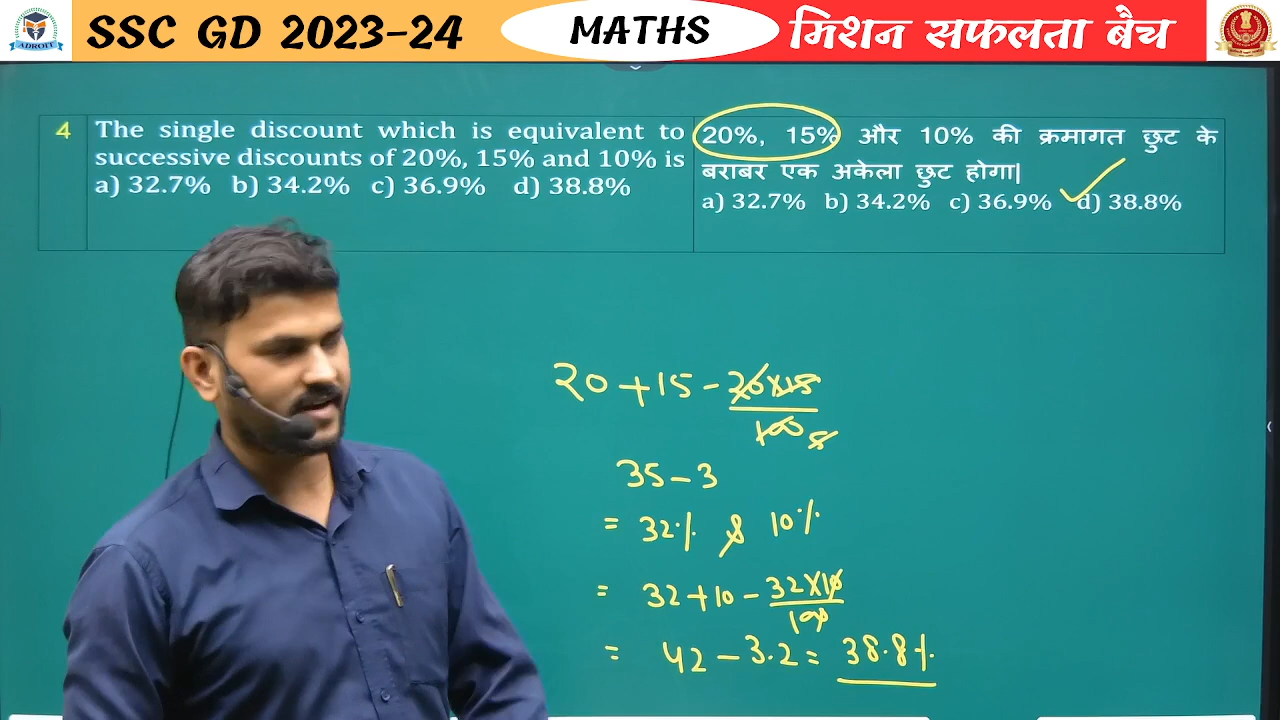 ADROIT
SSC GD 2023-24
MATHS
मिशन सफलता बैच
4
The single discount which is equivalent to
successive discounts of 20%, 15% and 10% is
a) 32.7% b) 34.2% c) 36.9% d) 38.8%
20%, 15% और 10% की क्रमागत छुट के
बराबर एक अकेला छुट होगा|
a) 32.7% b) 34.2% c) 36.9% d) 38.8%
20 + 15 - 20×15
100
35 - 3
= 32% & 10%
= 32 + 10 - 32×10
100
= 42 - 3.2 = 38.8%